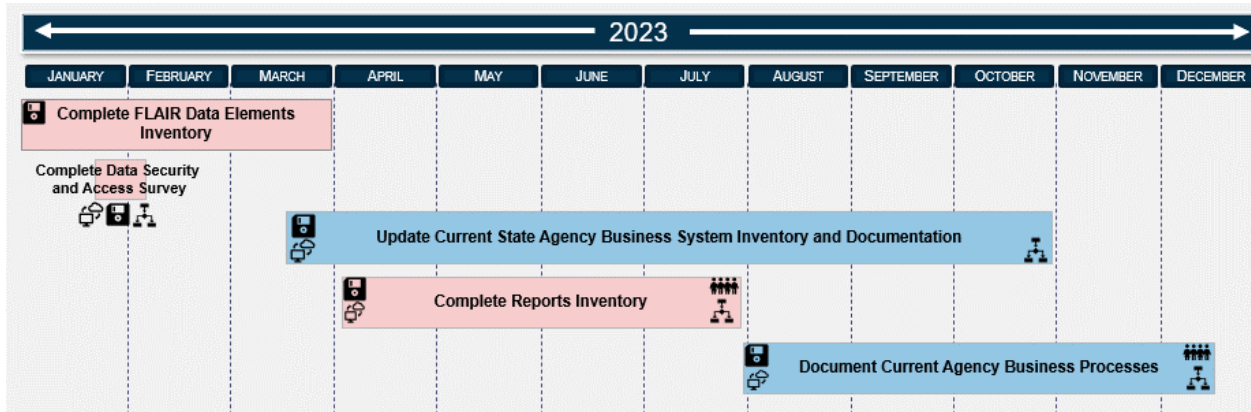 2023
JANUARY FEBRUARY MARCH APRIL MAY JUNE JULY AUGUST SEPTEMBER OCTOBER NOVEMBER DECEMBER
Complete FLAIR Data Elements
Inventory
Complete Data Security
and Access Survey
Update Current State Agency Business System Inventory and Documentation
Complete Reports Inventory
Document Current Agency Business Processes